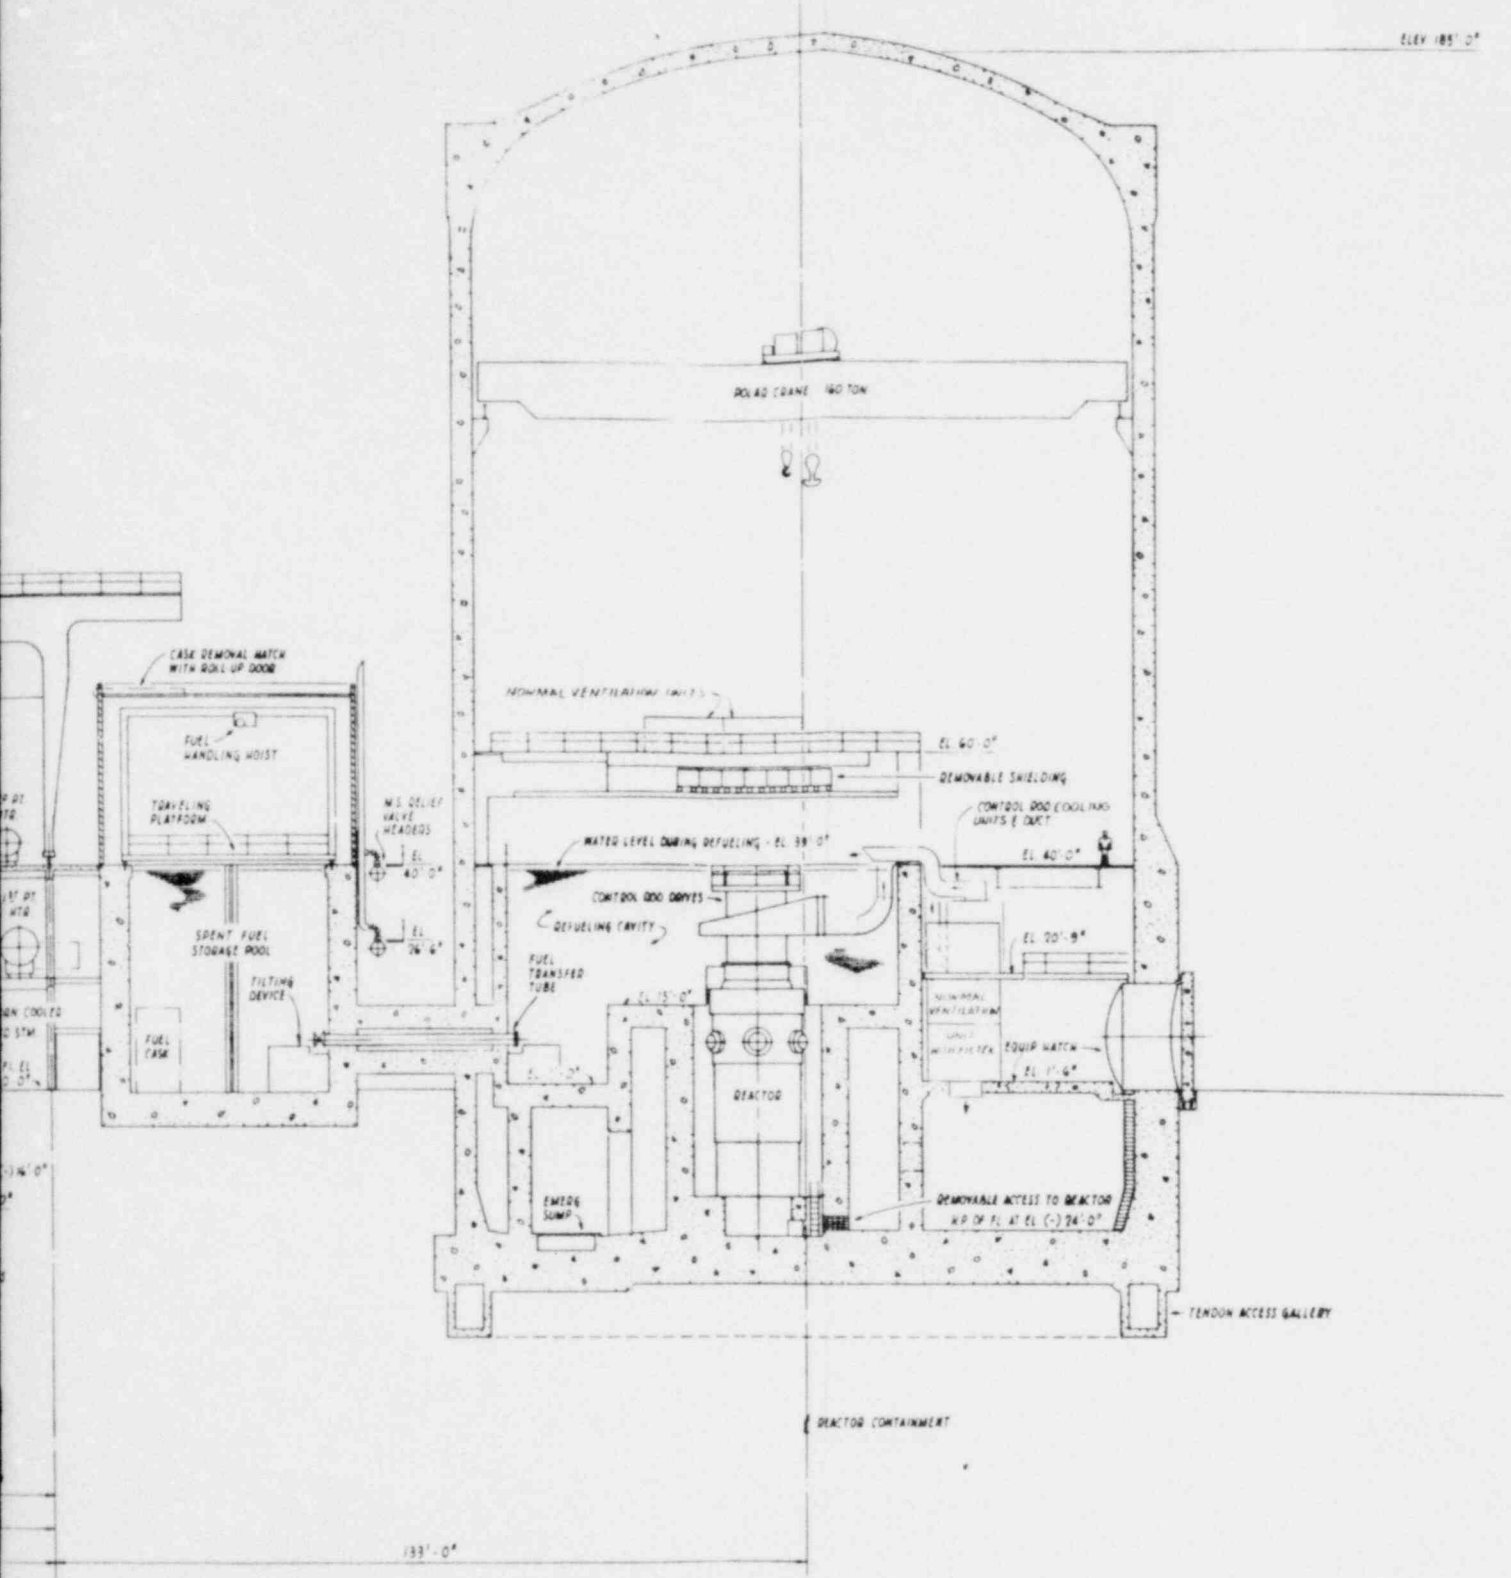 ELEV 185'-0"
POLAR CRANE 160 TON
CASK REMOVAL HATCH
WITH ROLL-UP DOOR
NORMAL VENTILATION UNITS
FUEL
HANDLING HOIST
EL. 60'-0"
REMOVABLE SHIELDING
TRAVELING
PLATFORM
M.S. RELIEF
VALVE
HEADERS
CONTROL ROD COOLING
UNITS & DUCT
WATER LEVEL DURING REFUELING - EL. 39'-0"
EL. 40'-0"
EL.
40'-0"
CONTROL ROD DRIVES
REFUELING CAVITY
SPENT FUEL
STORAGE POOL
EL.
26'-6"
EL. 20'-9"
FUEL
TRANSFER
TUBE
TILTING
DEVICE
EL. 15'-0"
NORMAL
VENTILATION
UNIT
WITH FILTER
COOLER
FUEL
CASK
EQUIP HATCH
EL. 1'-6"
REACTOR
EMERG
SUMP
REMOVABLE ACCESS TO REACTOR
H.P. OF FL. AT EL. (-) 24'-0"
TENDON ACCESS GALLERY
REACTOR CONTAINMENT
133'-0"